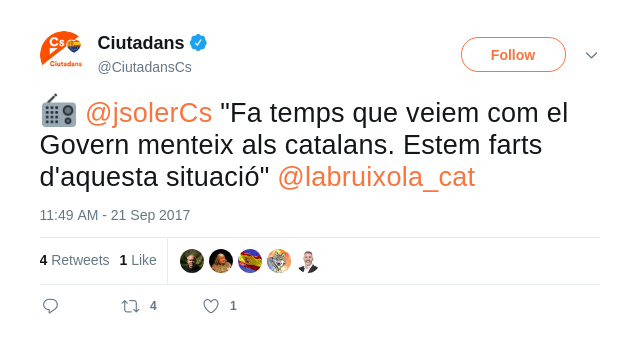 Cs
Ciutadans
Ciutadans
@CiutadansCs
Follow
@jsolerCs "Fa temps que veiem com el
Govern menteix als catalans. Estem farts
d'aquesta situació" @labruixola_cat
11:49 AM - 21 Sep 2017
4 Retweets 1 Like
4 1